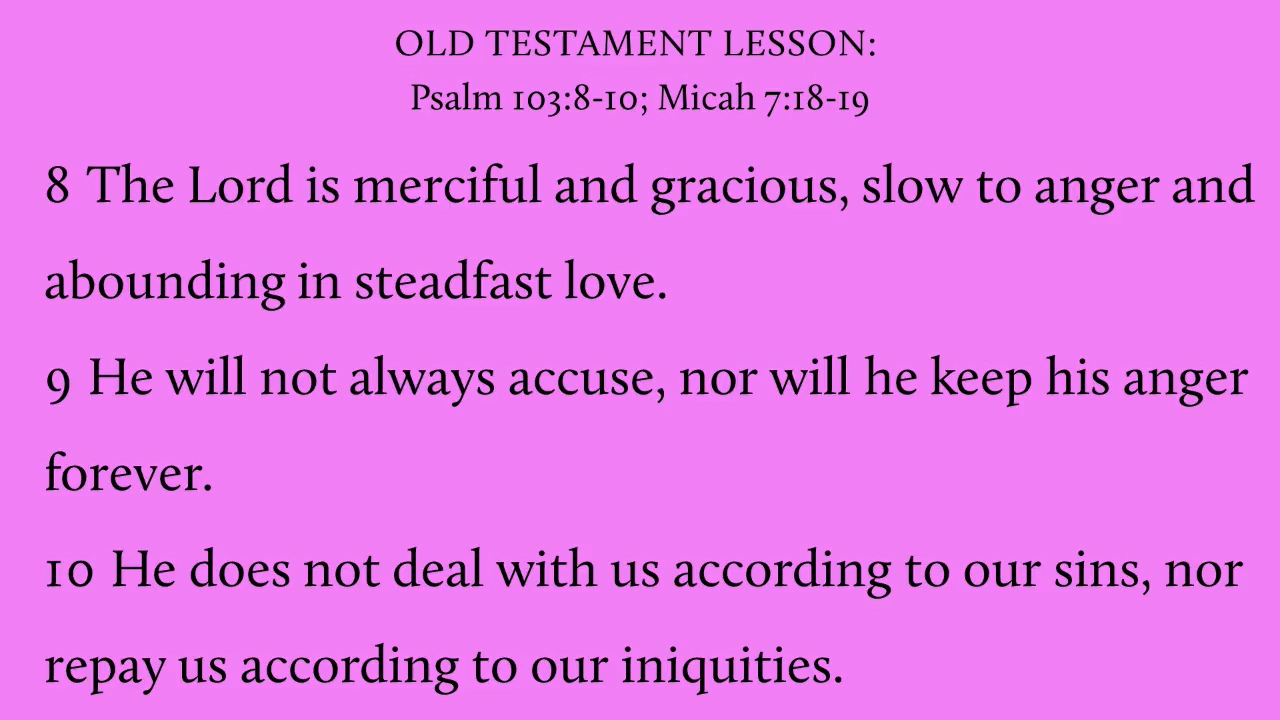 OLD TESTAMENT LESSON:
Psalm 103:8-10; Micah 7:18-19
8 The Lord is merciful and gracious, slow to anger and
abounding in steadfast love.
9 He will not always accuse, nor will he keep his anger
forever.
10 He does not deal with us according to our sins, nor
repay us according to our iniquities.